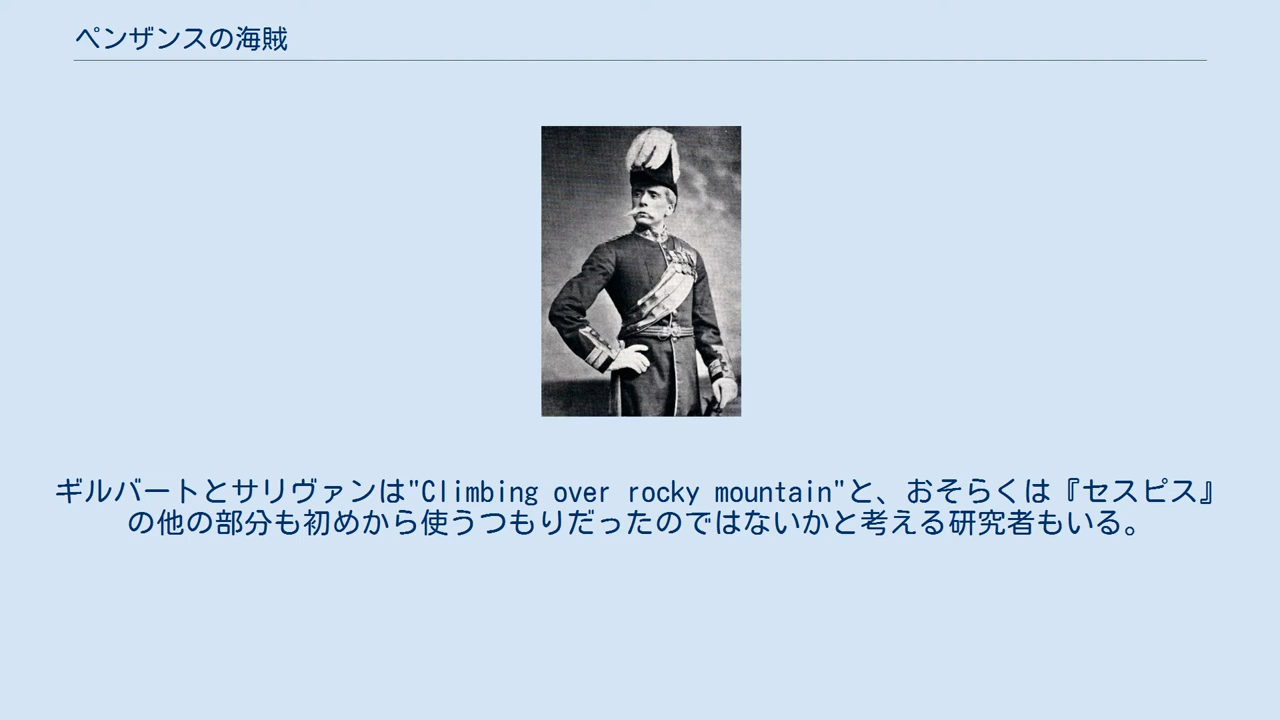 ペンザンスの海賊
ギルバートとサリヴァンは"Climbing over rocky mountain"と、おそらくは『セスピス』
の他の部分も初めから使うつもりだったのではないかと考える研究者もいる。